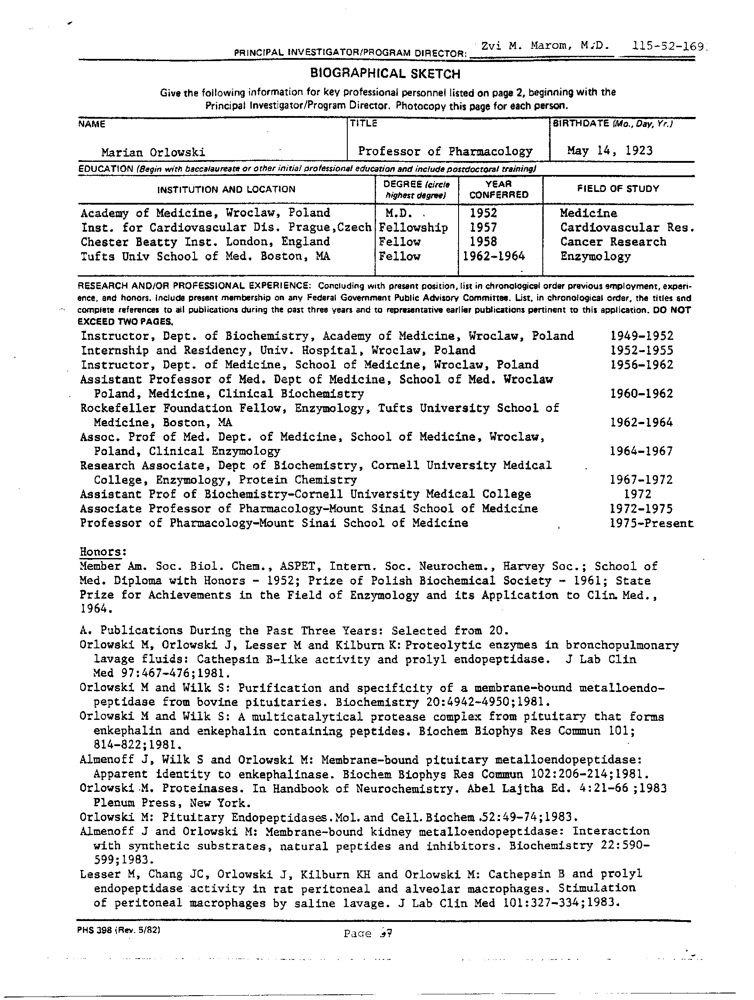 PRINCIPAL INVESTIGATOR/PROGRAM DIRECTOR: Zvi M. Marom, M.D. 115-52-169
BIOGRAPHICAL SKETCH
Give the following information for key professional personnel listed on page 2, beginning with the
Principal Investigator/Program Director. Photocopy this page for each person.
NAME TITLE BIRTHDATE (Mo., Day, Yr.)
Marian Orlowski Professor of Pharmacology May 14, 1923
EDUCATION (Begin with baccalaureate or other initial professional education and include postdoctoral training)
INSTITUTION AND LOCATION DEGREE (circle highest degree) YEAR CONFERRED FIELD OF STUDY
Academy of Medicine, Wroclaw, Poland M.D. 1952 Medicine
Inst. for Cardiovascular Dis. Prague,Czech Fellowship 1957 Cardiovascular Res.
Chester Beatty Inst. London, England Fellow 1958 Cancer Research
Tufts Univ School of Med. Boston, MA Fellow 1962-1964 Enzymology
RESEARCH AND/OR PROFESSIONAL EXPERIENCE: Concluding with present position, list in chronological order previous employment, experi-
ence, and honors. Include present membership on any Federal Government Public Advisory Committee. List, in chronological order, the titles and
complete references to all publications during the past three years and to representative earlier publications pertinent to this application. DO NOT
EXCEED TWO PAGES.
Instructor, Dept. of Biochemistry, Academy of Medicine, Wroclaw, Poland 1949-1952
Internship and Residency, Univ. Hospital, Wroclaw, Poland 1952-1955
Instructor, Dept. of Medicine, School of Medicine, Wroclaw, Poland 1956-1962
Assistant Professor of Med. Dept of Medicine, School of Med. Wroclaw
Poland, Medicine, Clinical Biochemistry 1960-1962
Rockefeller Foundation Fellow, Enzymology, Tufts University School of
Medicine, Boston, MA 1962-1964
Assoc. Prof of Med. Dept. of Medicine, School of Medicine, Wroclaw,
Poland, Clinical Enzymology 1964-1967
Research Associate, Dept of Biochemistry, Cornell University Medical
College, Enzymology, Protein Chemistry 1967-1972
Assistant Prof of Biochemistry-Cornell University Medical College 1972
Associate Professor of Pharmacology-Mount Sinai School of Medicine 1972-1975
Professor of Pharmacology-Mount Sinai School of Medicine 1975-Present
Honors:
Member Am. Soc. Biol. Chem., ASPET, Intern. Soc. Neurochem., Harvey Soc.; School of
Med. Diploma with Honors - 1952; Prize of Polish Biochemical Society - 1961; State
Prize for Achievements in the Field of Enzymology and its Application to Clin. Med.,
1964.
A. Publications During the Past Three Years: Selected from 20.
Orlowski M, Orlowski J, Lesser M and Kilburn K: Proteolytic enzymes in bronchopulmonary
lavage fluids: Cathepsin B-like activity and prolyl endopeptidase. J Lab Clin
Med 97:467-476;1981.
Orlowski M and Wilk S: Purification and specificity of a membrane-bound metalloendo-
peptidase from bovine pituitaries. Biochemistry 20:4942-4950;1981.
Orlowski M and Wilk S: A multicatalytical protease complex from pituitary that forms
enkephalin and enkephalin containing peptides. Biochem Biophys Res Commun 101;
814-822;1981.
Almenoff J, Wilk S and Orlowski M: Membrane-bound pituitary metalloendopeptidase:
Apparent identity to enkephalinase. Biochem Biophys Res Commun 102:206-214;1981.
Orlowski M. Proteinases. In Handbook of Neurochemistry. Abel Lajtha Ed. 4:21-66 ;1983
Plenum Press, New York.
Orlowski M: Pituitary Endopeptidases.Mol. and Cell. Biochem .52:49-74;1983.
Almenoff J and Orlowski M: Membrane-bound kidney metalloendopeptidase: Interaction
with synthetic substrates, natural peptides and inhibitors. Biochemistry 22:590-
599;1983.
Lesser M, Chang JC, Orlowski J, Kilburn KH and Orlowski M: Cathepsin B and prolyl
endopeptidase activity in rat peritoneal and alveolar macrophages. Stimulation
of peritoneal macrophages by saline lavage. J Lab Clin Med 101:327-334;1983.
PHS 398 (Rev. 5/82) Page